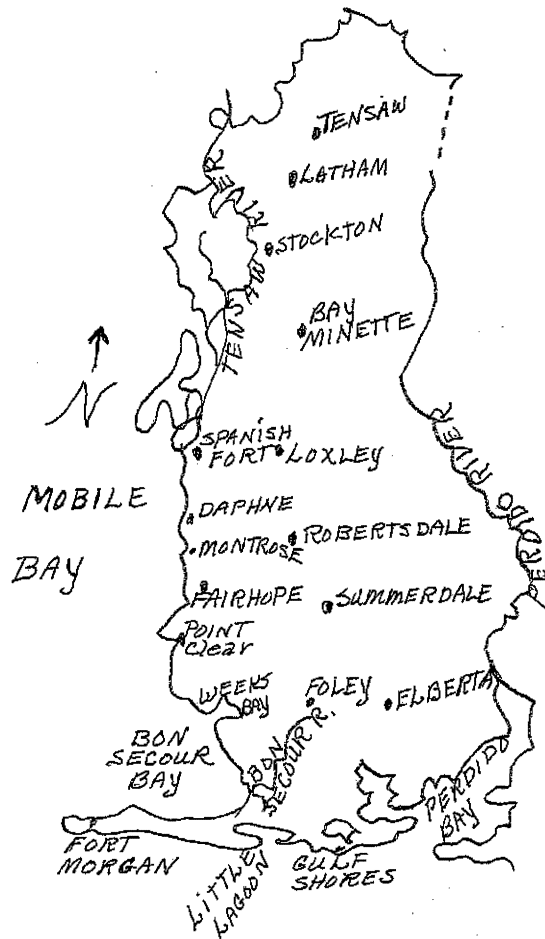 TENSAW
LATHAM
TENSAW RIVER
STOCKTON
BAY
MINETTE
N
SPANISH
FORT
LOXLEY
PERDIDO RIVER
MOBILE
BAY
DAPHNE
MONTROSE
ROBERTSDALE
FAIRHOPE
SUMMERDALE
POINT
Clear
WEEKS
BAY
FOLEY
ELBERTA
BON
SECOUR
BAY
BON
SECOUR R.
PERDIDO
BAY
FORT
MORGAN
LITTLE
LAGOON
GULF
SHORES